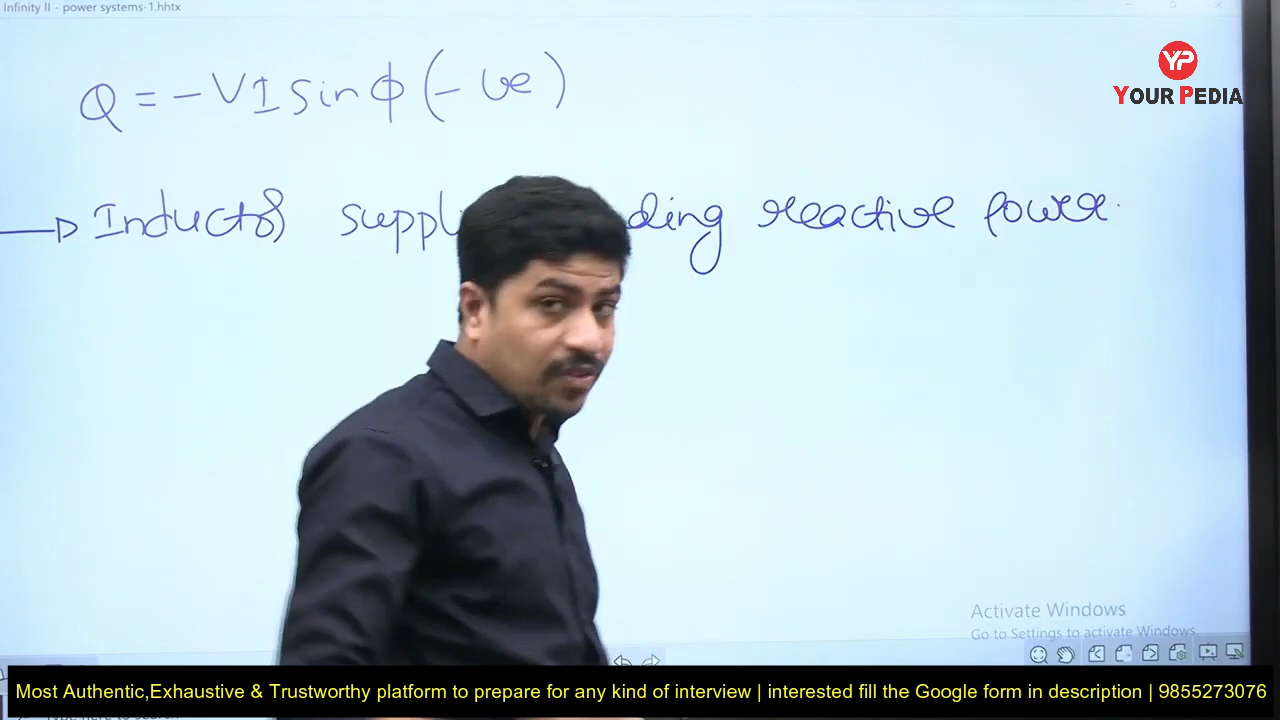 Infinity II - power systems-1.hhtx
YP
YOUR PEDIA
Q = - VI sin ϕ (- ve)
Inductor reactive power.
Activate Windows
Go to Settings to activate Windows.
Most Authentic,Exhaustive & Trustworthy platform to prepare for any kind of interview | interested fill the Google form in description | 9855273076